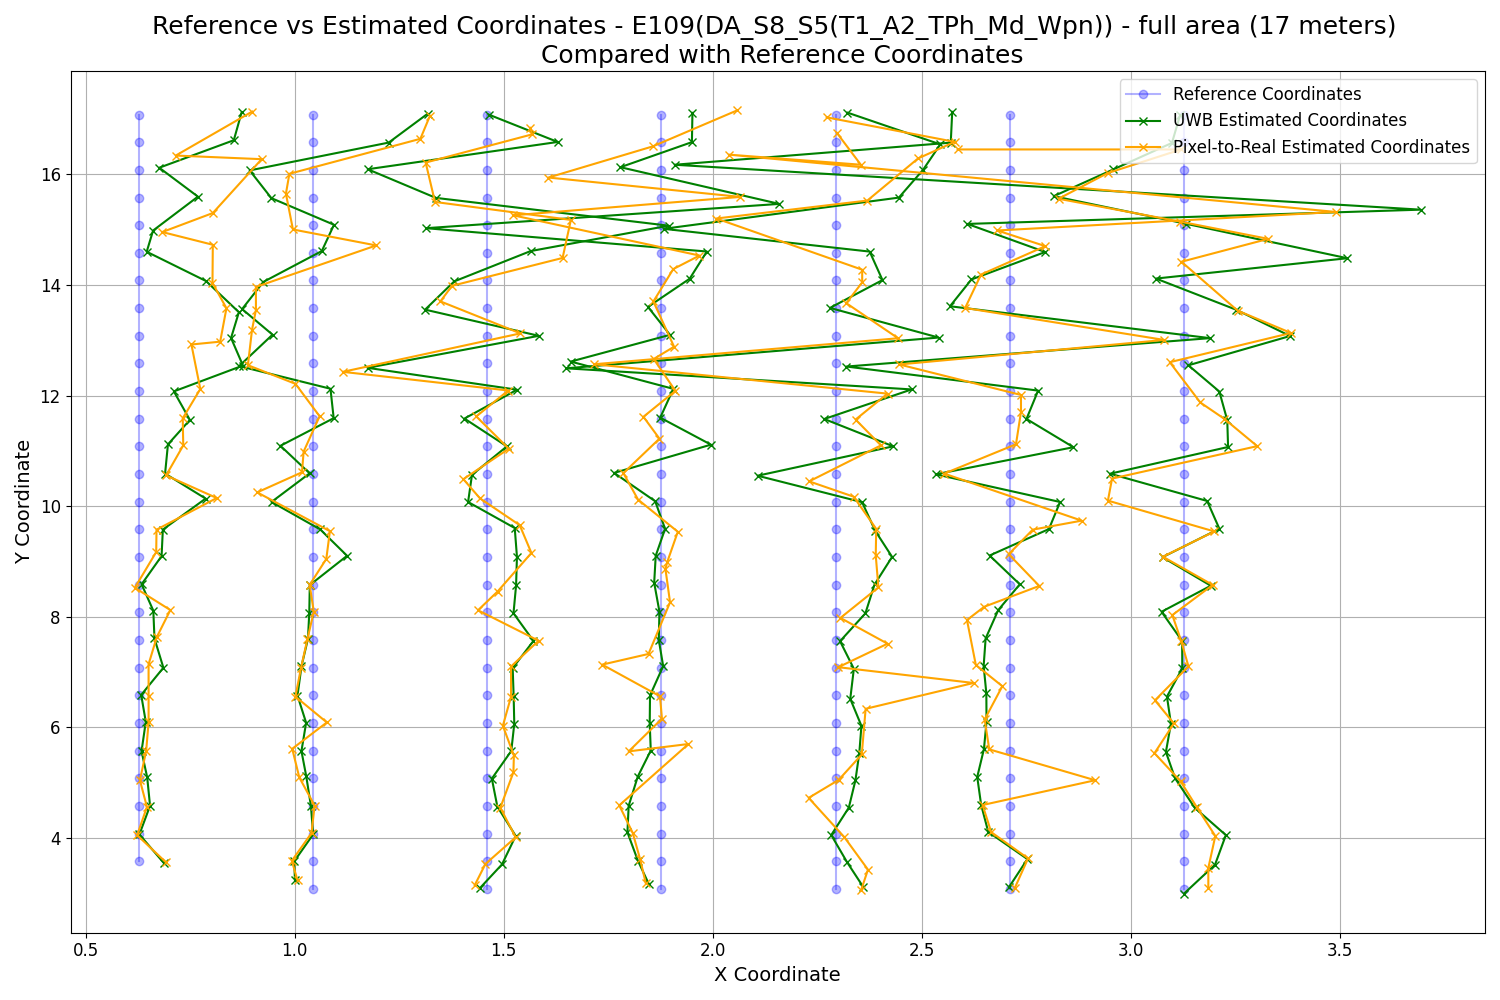 Reference vs Estimated Coordinates - E109(DA_S8_S5(T1_A2_TPh_Md_Wpn)) - full area (17 meters)
Compared with Reference Coordinates
Reference Coordinates
UWB Estimated Coordinates
Pixel-to-Real Estimated Coordinates
Y Coordinate
16
14
12
10
8
6
4
0.5
1.0
1.5
2.0
2.5
3.0
3.5
X Coordinate